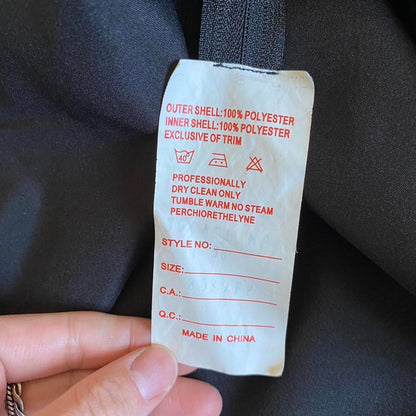 OUTER SHELL:100% POLYESTER
INNER SHELL:100% POLYESTER
EXCLUSIVE OF TRIM
40°
PROFESSIONALLY
DRY CLEAN ONLY
TUMBLE WARM NO STEAM
PERCHIORETHELYNE
STYLE NO:
SIZE:
C.A.:
Q.C.:
MADE IN CHINA